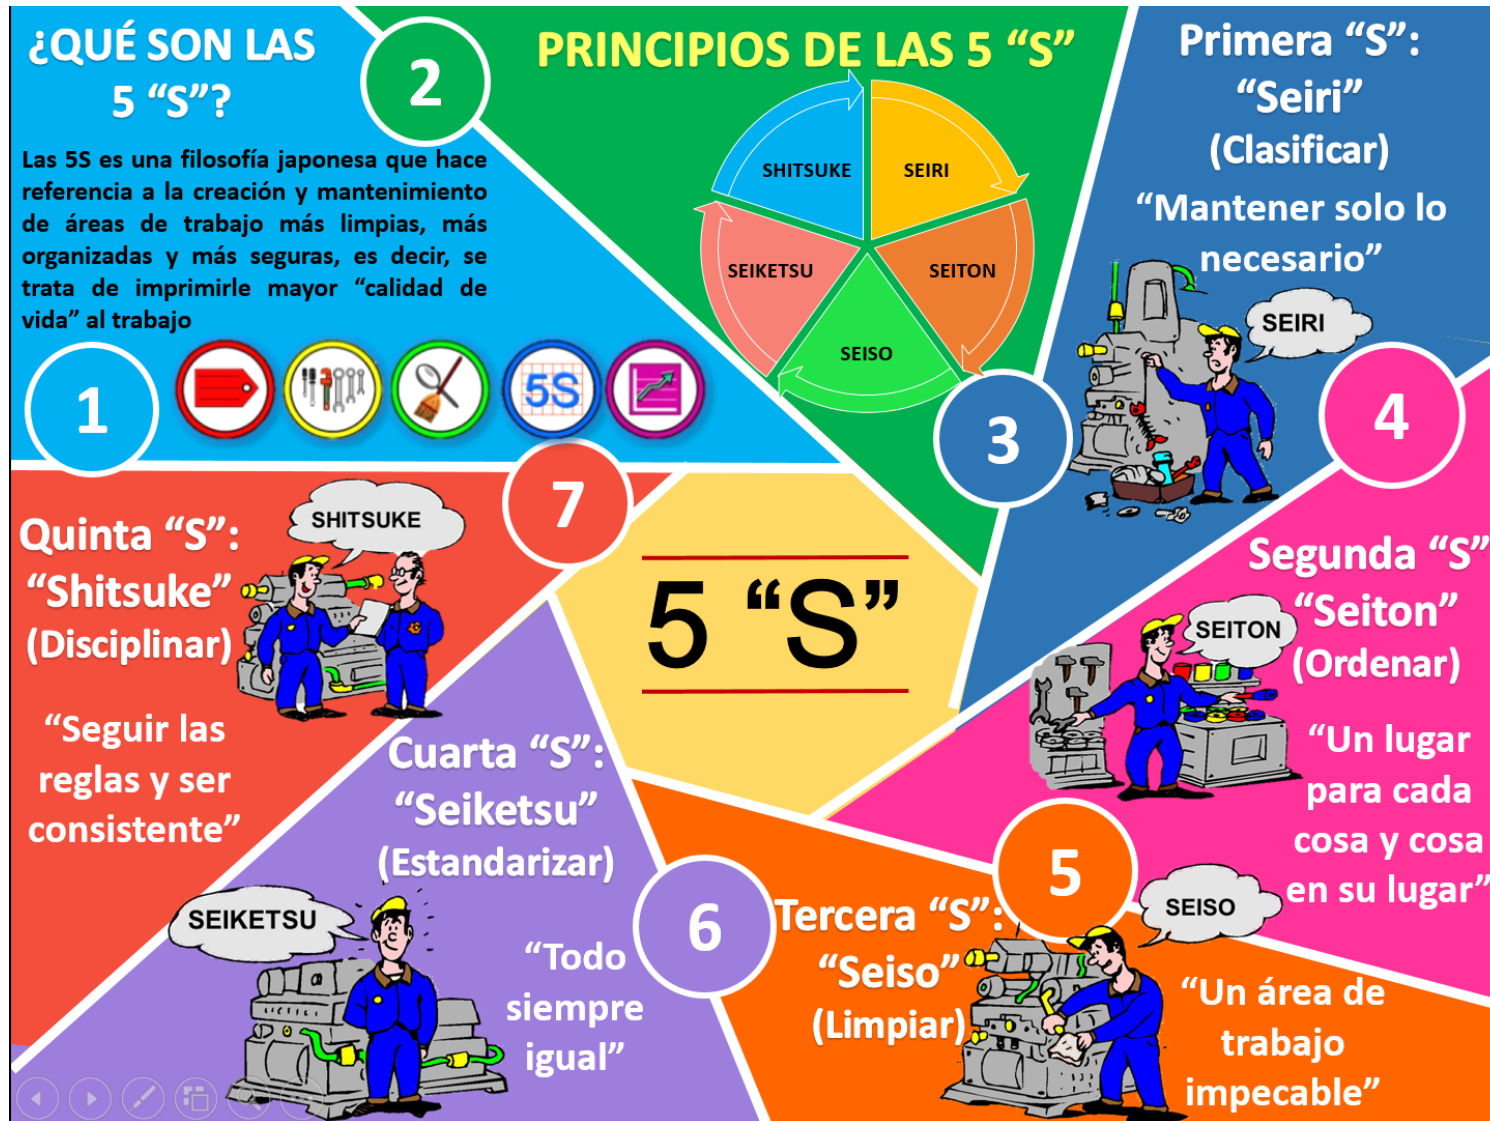 ¿QUÉ SON LAS
5 “S”?
Las 5S es una filosofía japonesa que hace
referencia a la creación y mantenimiento
de áreas de trabajo más limpias, más
organizadas y más seguras, es decir, se
trata de imprimirle mayor “calidad de
vida” al trabajo
1
5S
2
PRINCIPIOS DE LAS 5 “S”
SHITSUKE
SEIRI
SEIKETSU
SEITON
SEISO
3
Primera “S”:
“Seiri”
(Clasificar)
“Mantener solo lo
necesario”
SEIRI
4
Segunda “S”
“Seiton”
(Ordenar)
SEITON
“Un lugar
para cada
cosa y cosa
en su lugar”
5
Tercera “S”:
“Seiso”
(Limpiar)
SEISO
“Un área de
trabajo
impecable”
6
Cuarta “S”:
“Seiketsu”
(Estandarizar)
SEIKETSU
“Todo
siempre
igual”
7
Quinta “S”:
“Shitsuke”
(Disciplinar)
SHITSUKE
“Seguir las
reglas y ser
consistente”
5 “S”